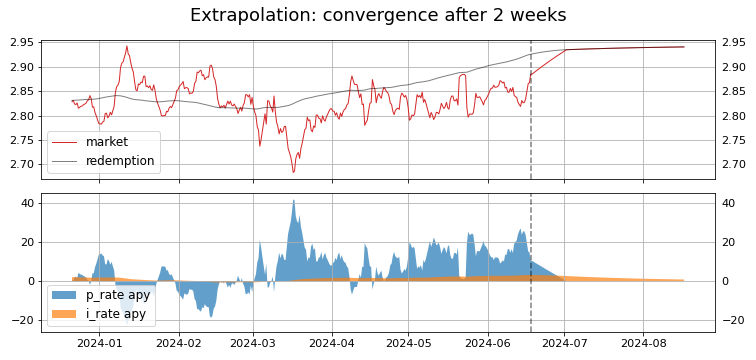 Extrapolation: convergence after 2 weeks
2.95 2.95
2.90 2.90
2.85 2.85
2.80 2.80
2.75 2.75
2.70 2.70
market
redemption
40 40
20 20
0 0
−20 −20
p_rate apy
i_rate apy
2024-01 2024-02 2024-03 2024-04 2024-05 2024-06 2024-07 2024-08